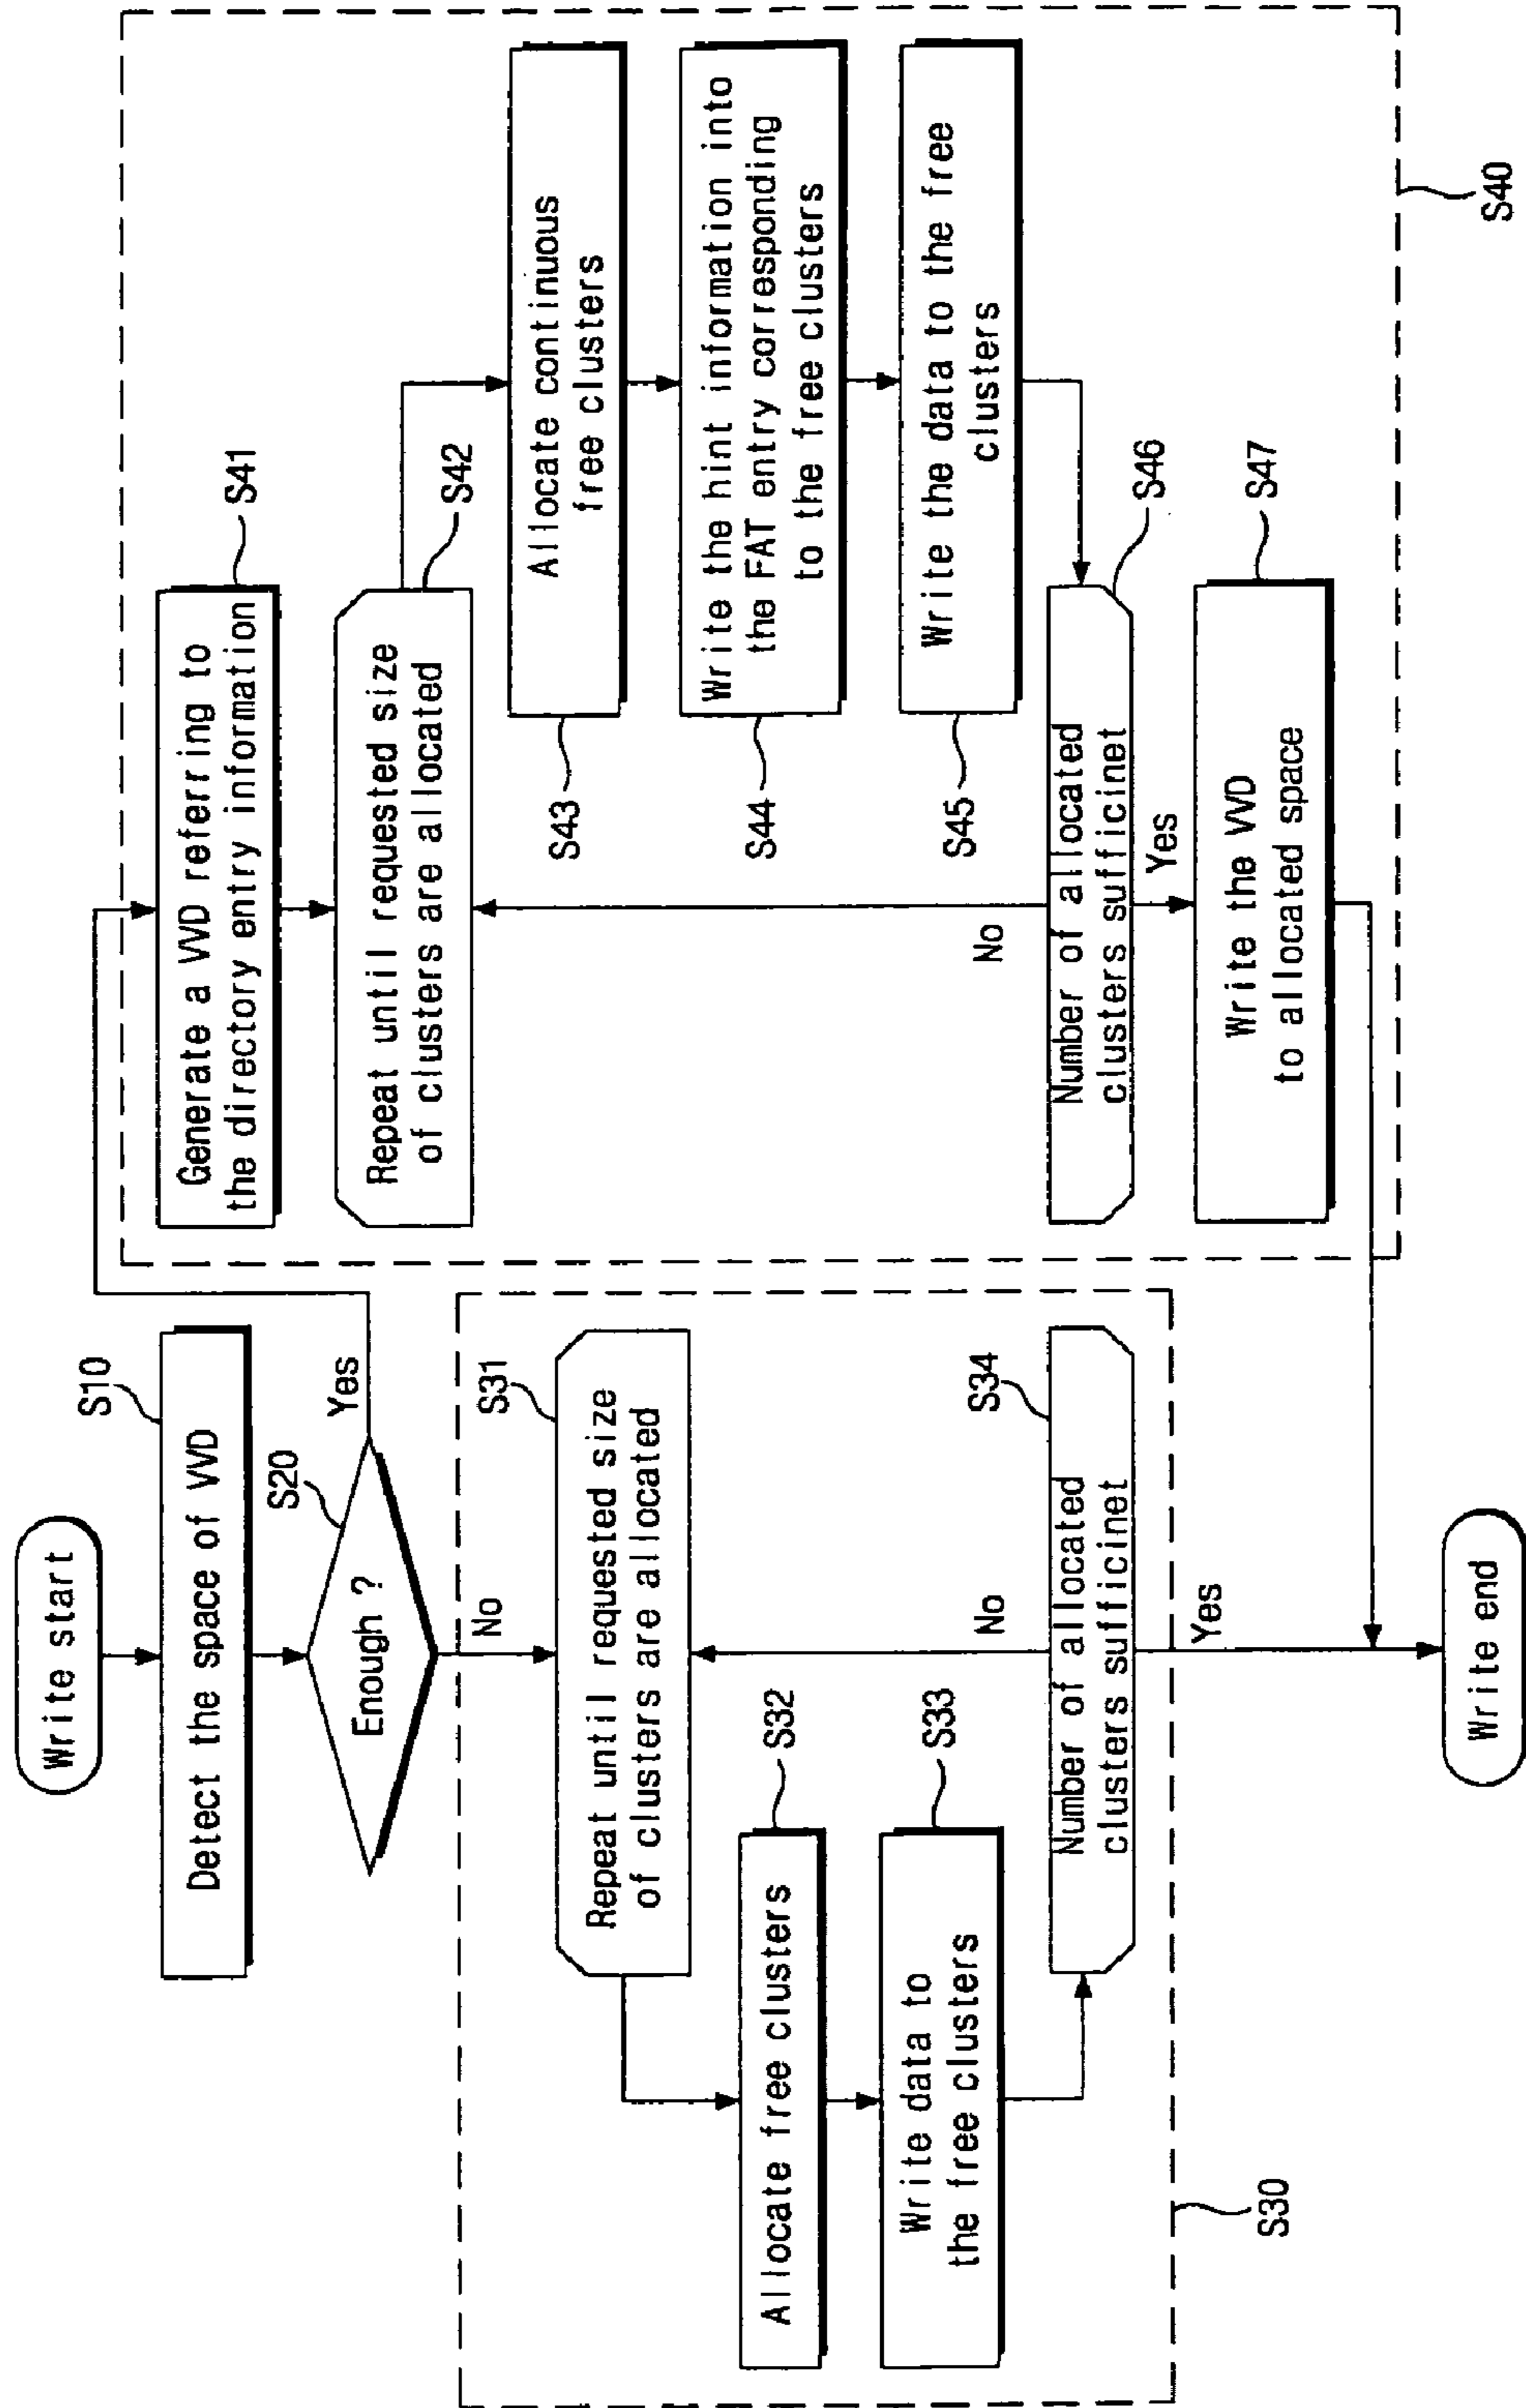 Write start
S10
Detect the space of VVD
S20
Enough ?
Yes
No
S31
Repeat until requested size
of clusters are allocated
S32
Allocate free clusters
S33
Write data to
the free clusters
No
S34
Number of allocated
clusters sufficinet
Yes
S30
Write end
Generate a VVD referring to
the directory entry information
S41
Repeat until requested size
of clusters are allocated
S42
Allocate continuous
free clusters
S43
Write the hint information into
the FAT entry corresponding
to the free clusters
S44
Write the data to the free
clusters
S45
No
Number of allocated
clusters sufficinet
S46
Yes
Write the VVD
to allocated space
S47
S40